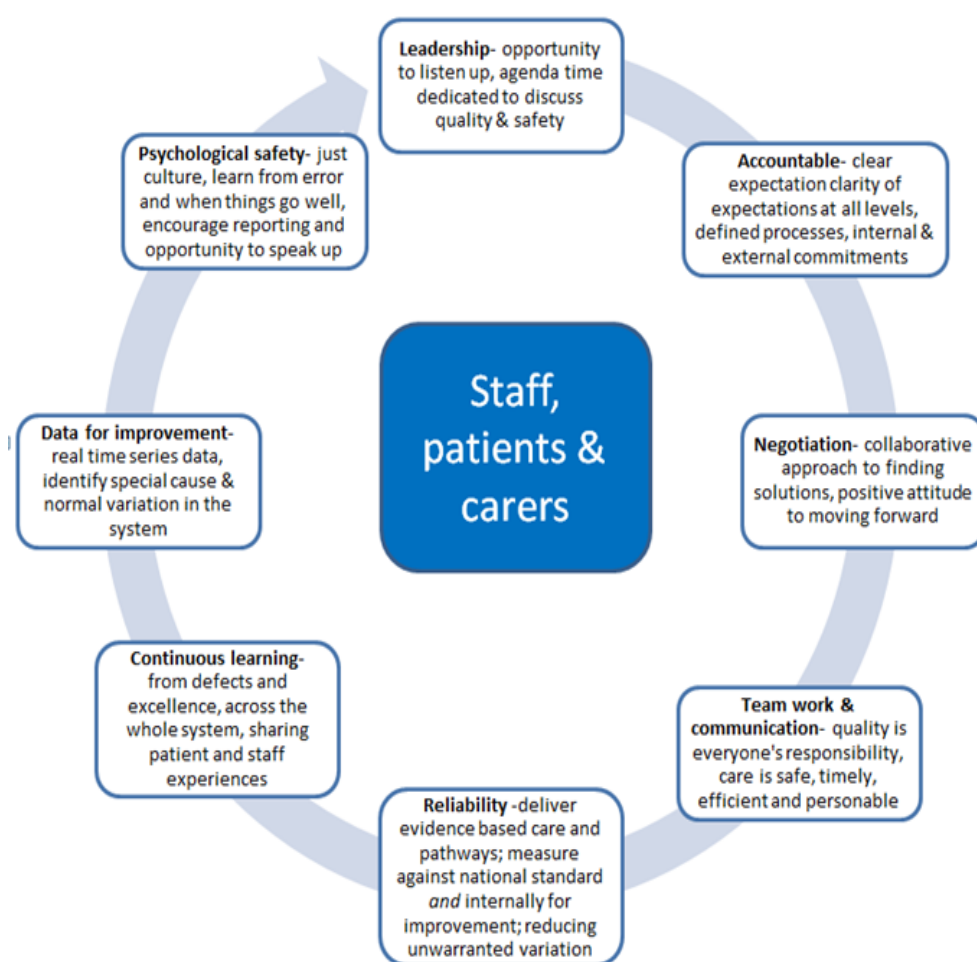 Leadership- opportunity
to listen up, agenda time
dedicated to discuss
quality & safety
Accountable- clear
expectation clarity of
expectations at all levels,
defined processes, internal &
external commitments
Negotiation- collaborative
approach to finding
solutions, positive attitude
to moving forward
Team work &
communication- quality is
everyone's responsibility,
care is safe, timely,
efficient and personable
Reliability -deliver
evidence based care and
pathways; measure
against national standard
and internally for
improvement; reducing
unwarranted variation
Continuous learning-
from defects and
excellence, across the
whole system, sharing
patient and staff
experiences
Data for improvement-
real time series data,
identify special cause &
normal variation in the
system
Psychological safety- just
culture, learn from error
and when things go well,
encourage reporting and
opportunity to speak up
Staff,
patients &
carers